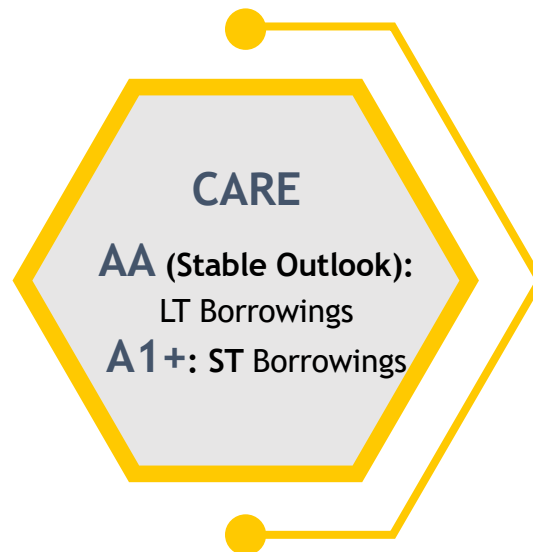 CARE
AA (Stable Outlook):
LT Borrowings
A1+: ST Borrowings